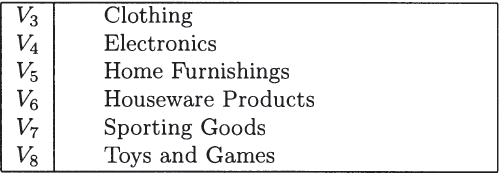 V₃ Clothing
V₄ Electronics
V₅ Home Furnishings
V₆ Houseware Products
V₇ Sporting Goods
V₈ Toys and Games